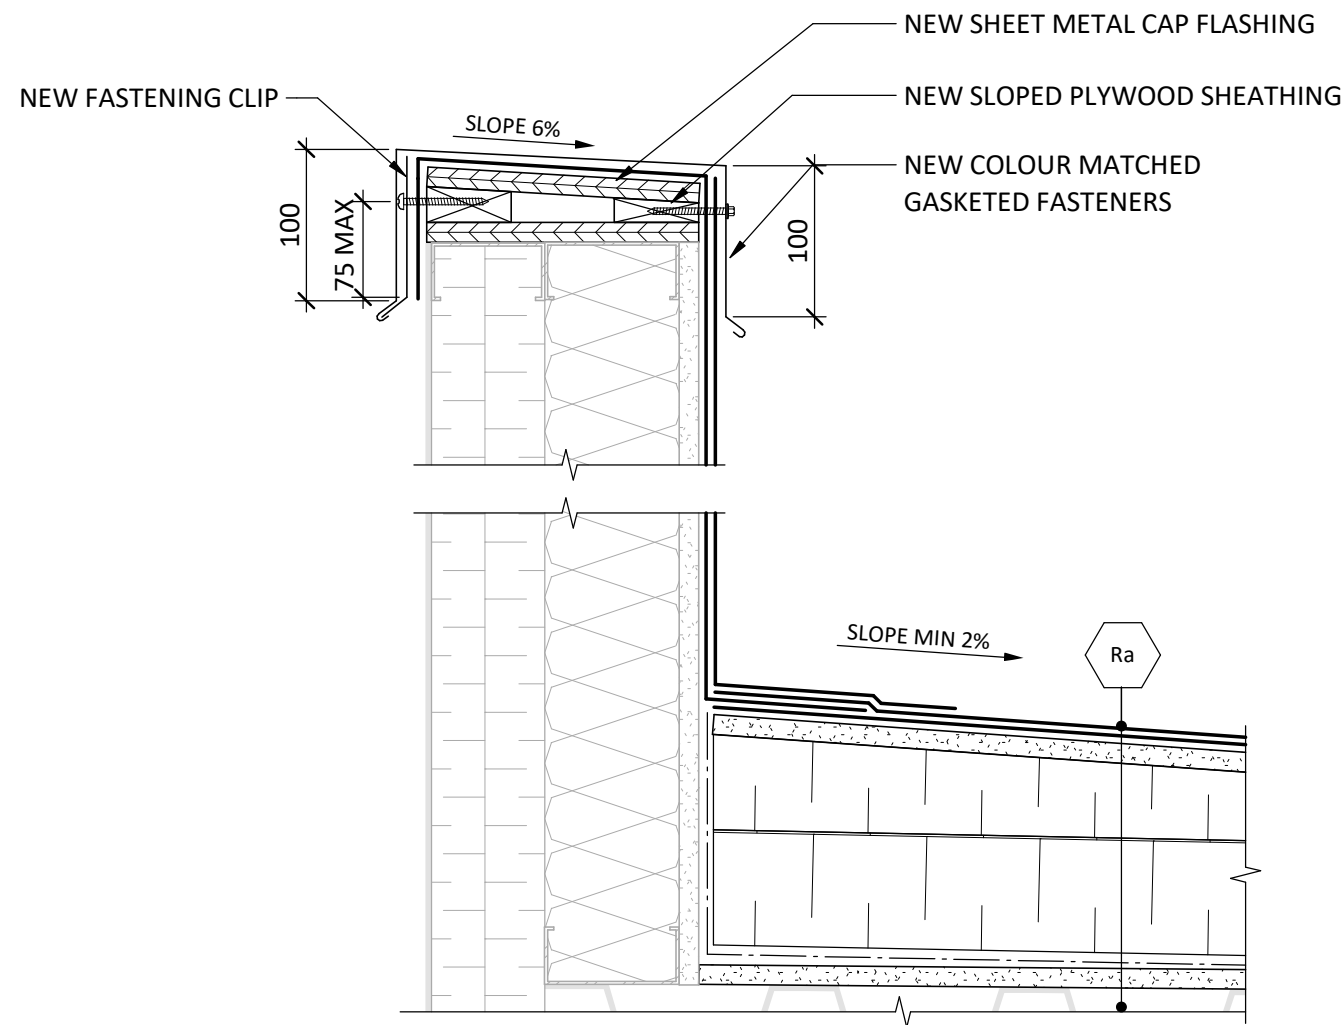 NEW SHEET METAL CAP FLASHING
NEW FASTENING CLIP
NEW SLOPED PLYWOOD SHEATHING
SLOPE 6%
NEW COLOUR MATCHED
GASKETED FASTENERS
100
75 MAX
100
SLOPE MIN 2%
Ra